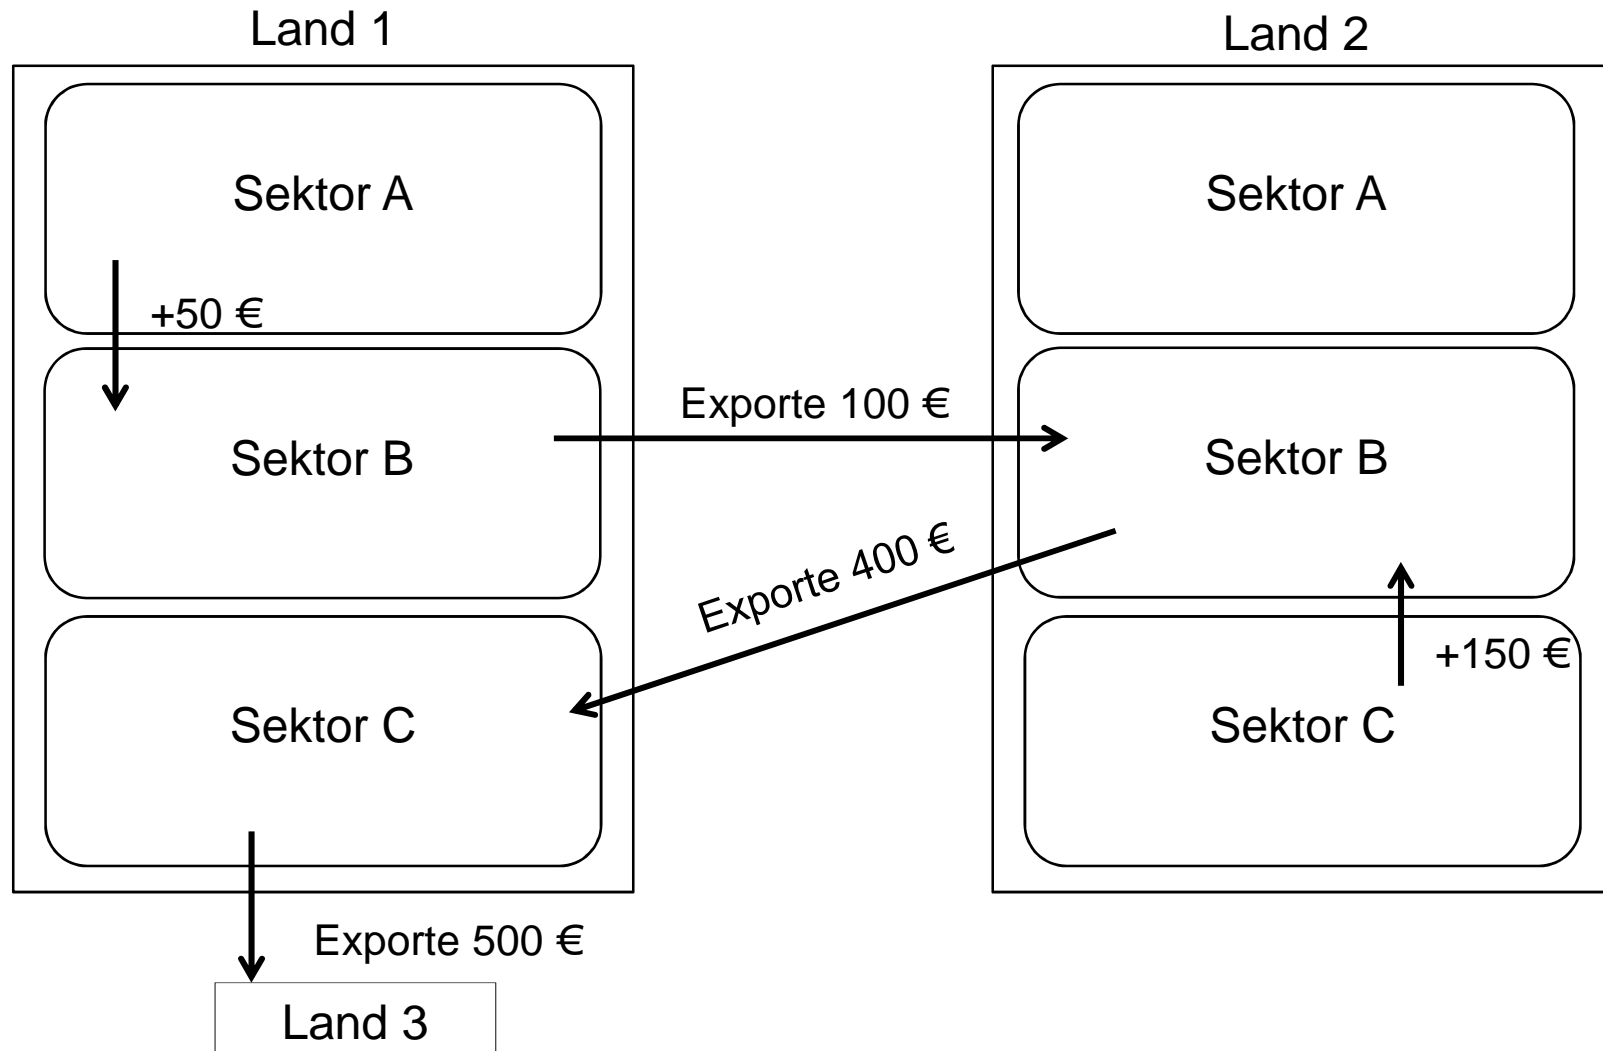 Land 1
Land 2
Sektor A
Sektor A
+50 €
Exporte 100 €
Sektor B
Sektor B
Exporte 400 €
+150 €
Sektor C
Sektor C
Exporte 500 €
Land 3